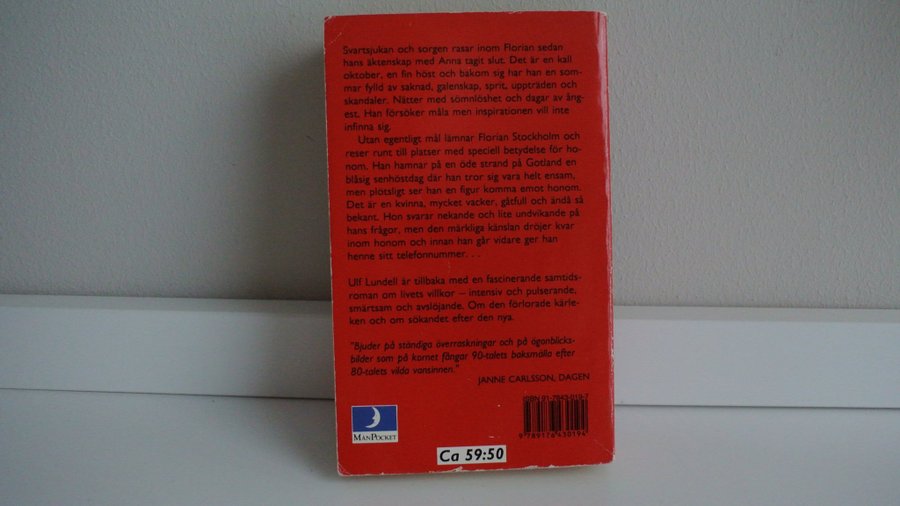 Svartsjukan och sorgen rasar inom Florian sedan
hans äktenskap med Anna tagit slut. Det är en kall
oktober, en fin höst och bakom sig har han en som-
mar fylld av saknad, galenskap, sprit, uppträden och
skandaler. Nätter med sömnlöshet och dagar av ång-
est. Han försöker måla men inspirationen vill inte
infinna sig.
Utan egentligt mål lämnar Florian Stockholm och
reser runt till platser med speciell betydelse för ho-
nom. Han hamnar på en öde strand på Gotland en
blåsig senhöstdag där han tror sig vara helt ensam,
men plötsligt ser han en figur komma emot honom.
Det är en kvinna, mycket vacker, gåtfull och ändå så
bekant. Hon svarar nekande och lite undvikande på
hans frågor, men den märkliga känslan dröjer kvar
inom honom och innan han går vidare ger han
henne sitt telefonnummer. . .
Ulf Lundell är tillbaka med en fascinerande samtids-
roman om livets villkor – intensiv och pulserande,
smärtsam och avslöjande. Om den förlorade kärle-
ken och om sökandet efter den nya.
"Bjuder på ständiga överraskningar och på ögonblicks-
bilder som på kornet fångar 90-talets baksmälla efter
80-talets vilda vansinnen."
JANNE CARLSSON, DAGEN
ISBN 91-7643-019-7
9 789176 430194
MånPocket
Ca 59:50